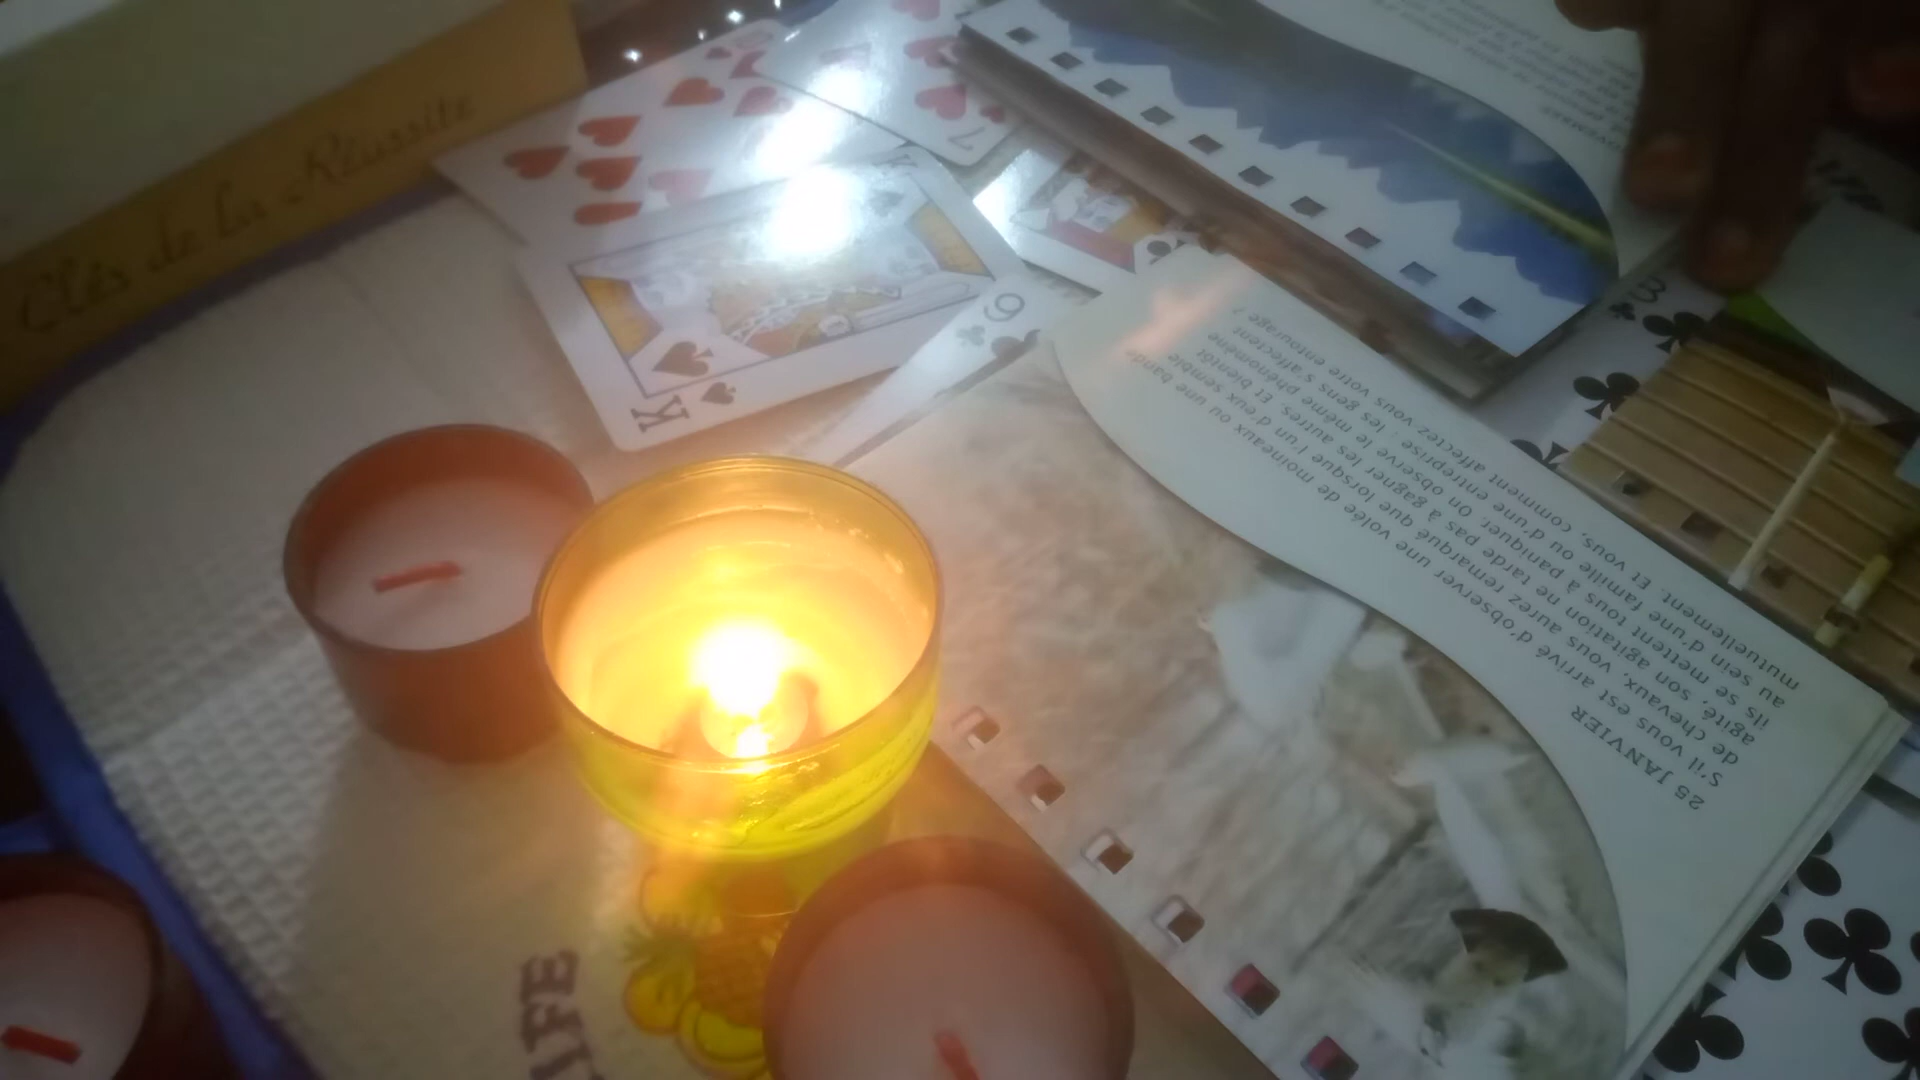 Clés de la Réussite
7
K
K
9
3
25 JANVIER
S'il vous est arrivé d'observer une volée de moineaux ou une bande
de chevaux, vous aurez remarqué que lorsque l'un d'eux semble
agité, son agitation ne tarde pas à gagner les autres. Et bientôt
ils se mettent tous à paniquer. On observe le même phénomène
au sein d'une famille ou d'une entreprise : les gens s'affectent
mutuellement. Et vous, comment affectez vous votre entourage ?